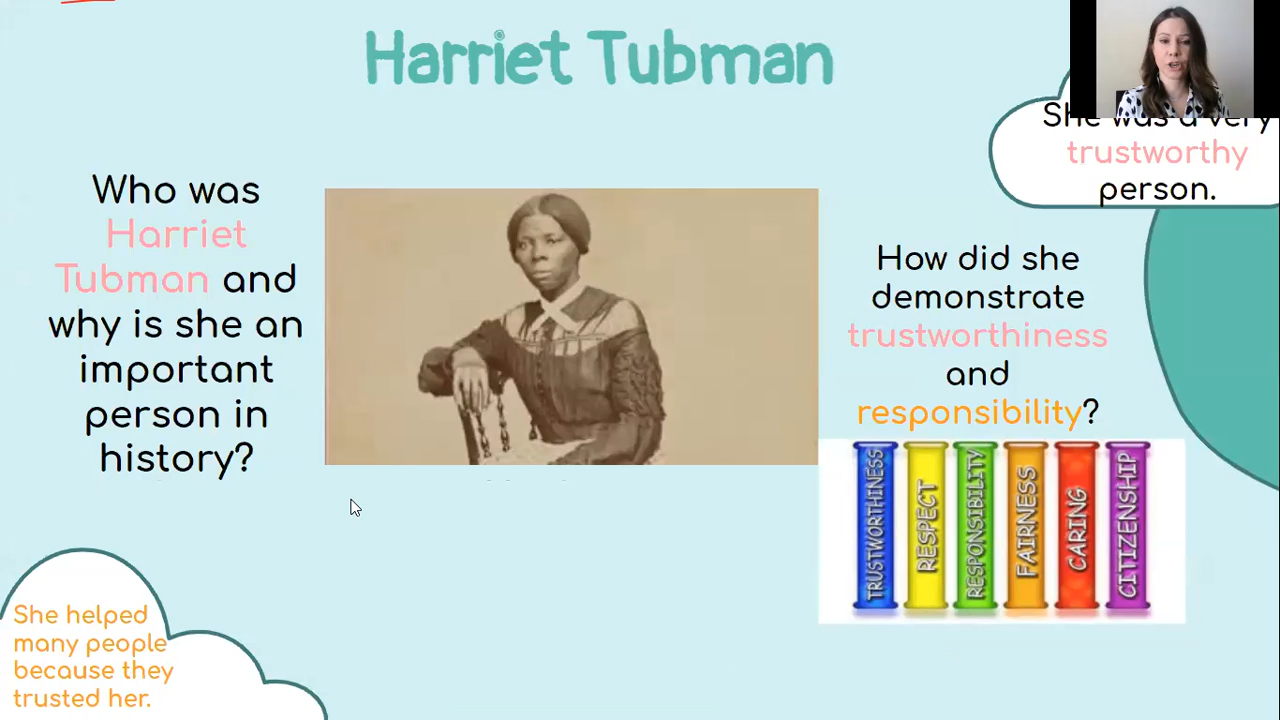 Harriet Tubman
Who was
Harriet
Tubman and
why is she an
important
person in
history?
She was a very
trustworthy
person.
How did she
demonstrate
trustworthiness
and
responsibility?
TRUSTWORTHINESS
RESPECT
RESPONSIBILITY
FAIRNESS
CARING
CITIZENSHIP
She helped
many people
because they
trusted her.